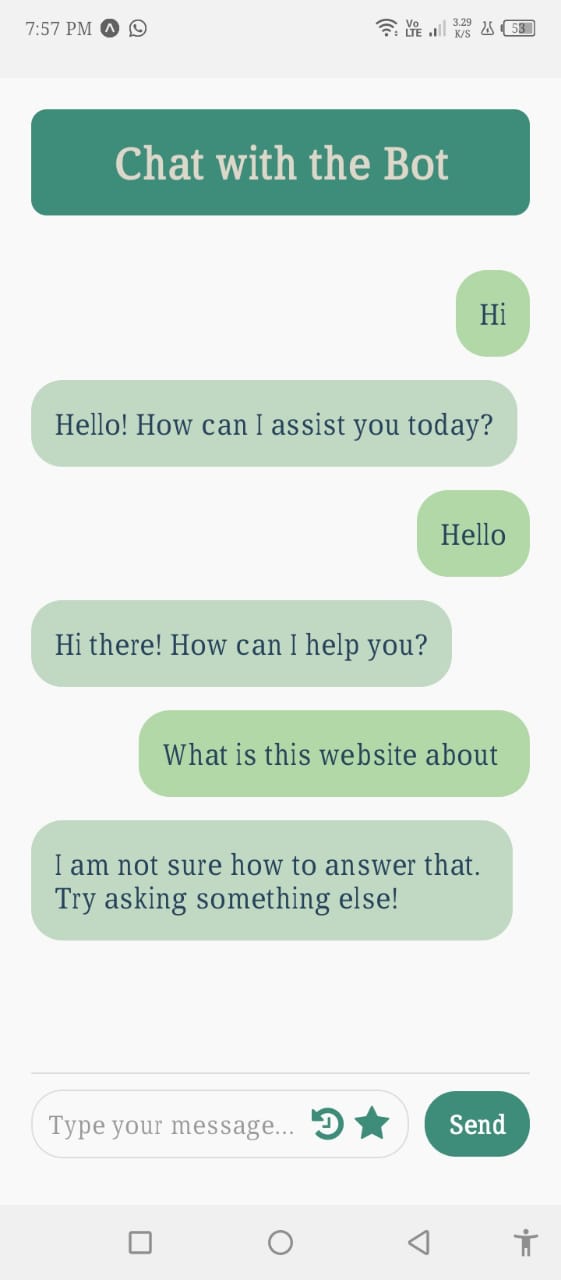 7:57 PM
Vo LTE
3.29 K/S
53
Chat with the Bot
Hi
Hello! How can I assist you today?
Hello
Hi there! How can I help you?
What is this website about
I am not sure how to answer that.
Try asking something else!
Type your message...
Send